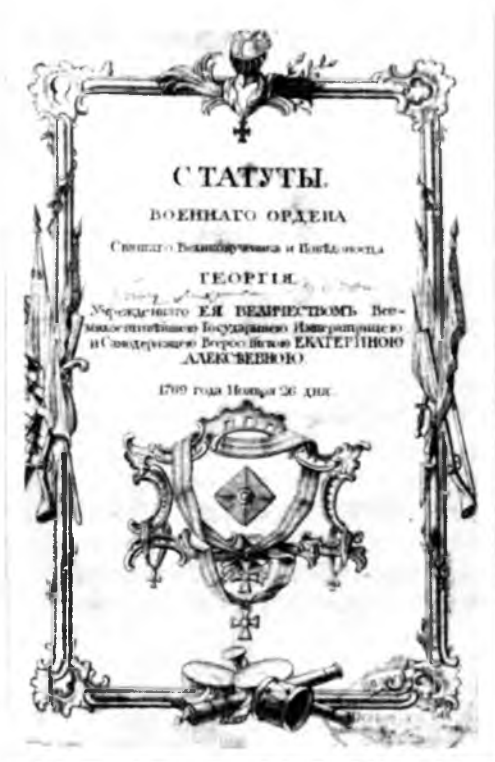 СТАТУТЫ.
ВОЕННАГО ОРДЕНА
Святаго Великомученика и Побѣдоносца
ГЕОРГІЯ.
Учрежденнаго ЕЯ ВЕЛИЧЕСТВОМЪ Все-
милостивѣйшею Государынею Императрицею
и Самодержицею Всероссійскою ЕКАТЕРИНОЮ
АЛЕКСѢЕВНОЮ.
1769 года Ноября 26 дня.